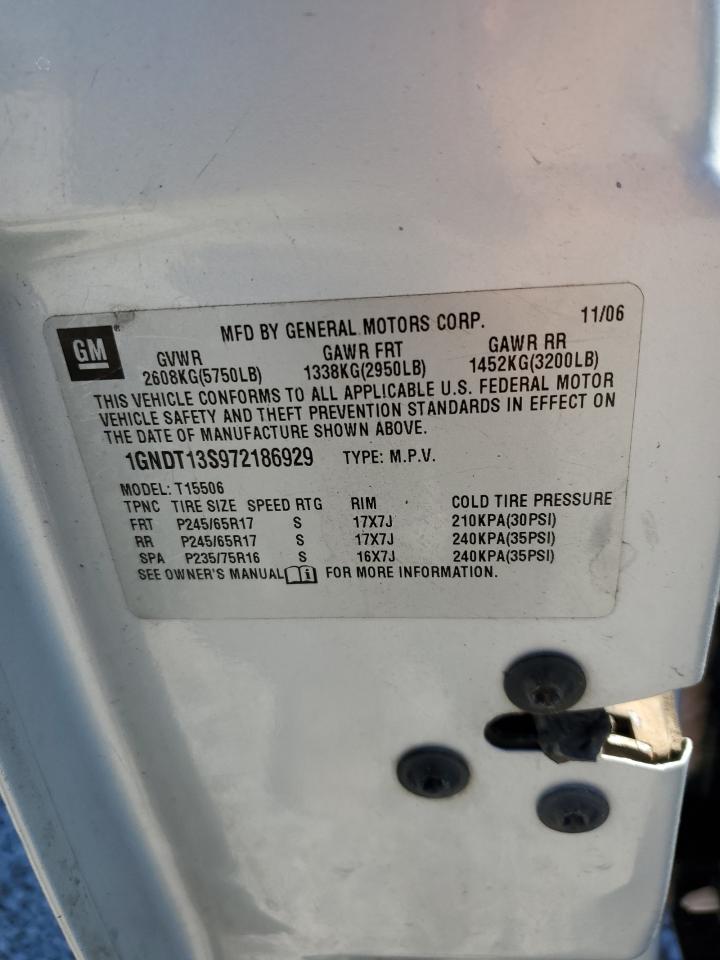 MFD BY GENERAL MOTORS CORP. 11/06
GM®
GVWR GAWR FRT GAWR RR
2608KG(5750LB) 1338KG(2950LB) 1452KG(3200LB)
THIS VEHICLE CONFORMS TO ALL APPLICABLE U.S. FEDERAL MOTOR
VEHICLE SAFETY AND THEFT PREVENTION STANDARDS IN EFFECT ON
THE DATE OF MANUFACTURE SHOWN ABOVE.
1GNDT13S972186929 TYPE: M.P.V.
MODEL: T15506
TPNC TIRE SIZE SPEED RTG RIM COLD TIRE PRESSURE
FRT P245/65R17 S 17X7J 210KPA(30PSI)
RR P245/65R17 S 17X7J 240KPA(35PSI)
SPA P235/75R16 S 16X7J 240KPA(35PSI)
SEE OWNER'S MANUAL i FOR MORE INFORMATION.